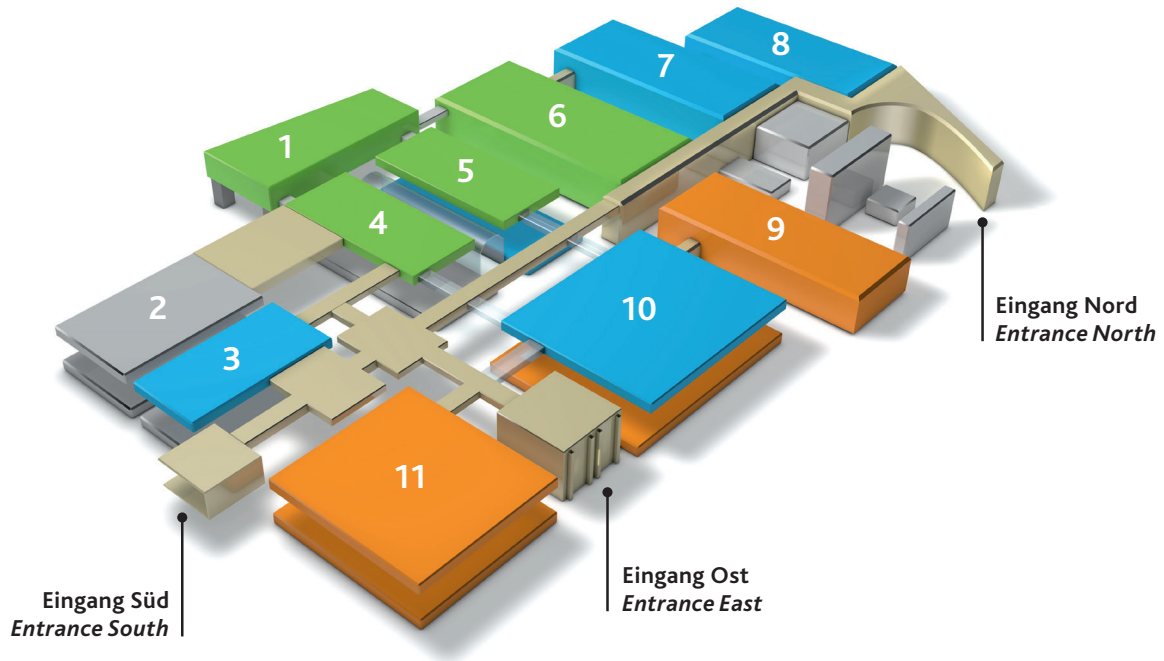 8
7
6
1
5
4
9
2
10
3
Eingang Nord
Entrance North
11
Eingang Ost
Entrance East
Eingang Süd
Entrance South